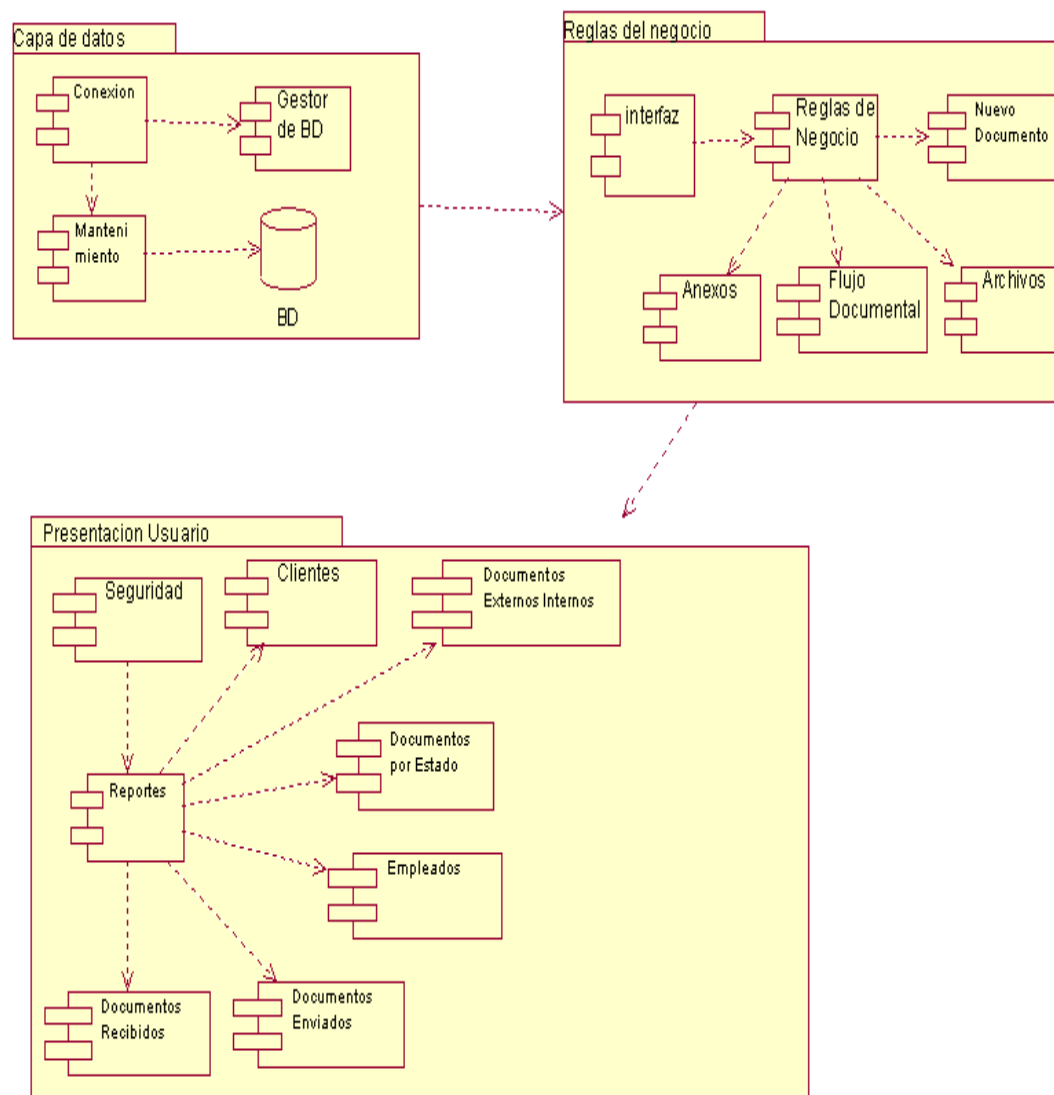 Capa de datos
Conexion
Gestor
de BD
Manteni
miento
BD
Reglas del negocio
interfaz
Reglas de
Negocio
Nuevo
Documento
Anexos
Flujo
Documental
Archivos
Presentacion Usuario
Seguridad
Clientes
Documentos
Externos Internos
Documentos
por Estado
Reportes
Empleados
Documentos
Recibidos
Documentos
Enviados